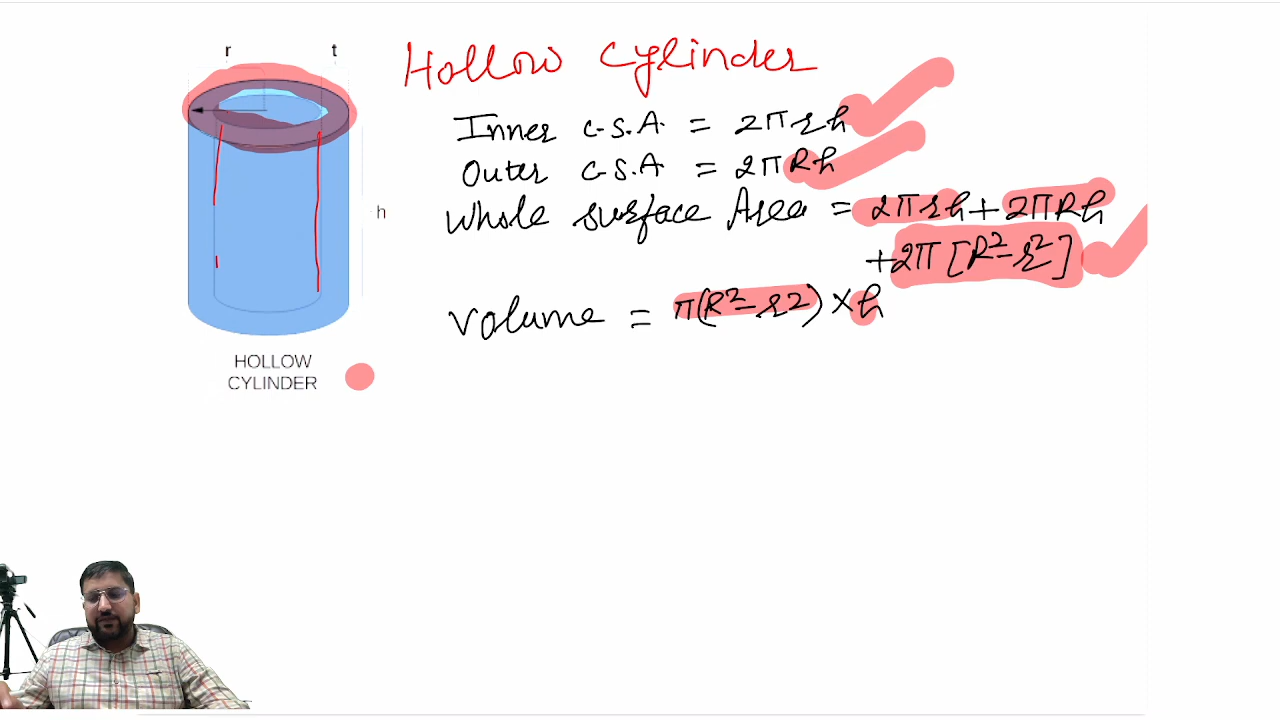 r t
Hollow Cylinder
Inner C.S.A. = 2πrh
Outer C.S.A = 2πRh
Whole surface Area = 2πrh + 2πRh
+ 2π[R²-r²]
h
Volume = π(R²-r2) × h
HOLLOW
CYLINDER